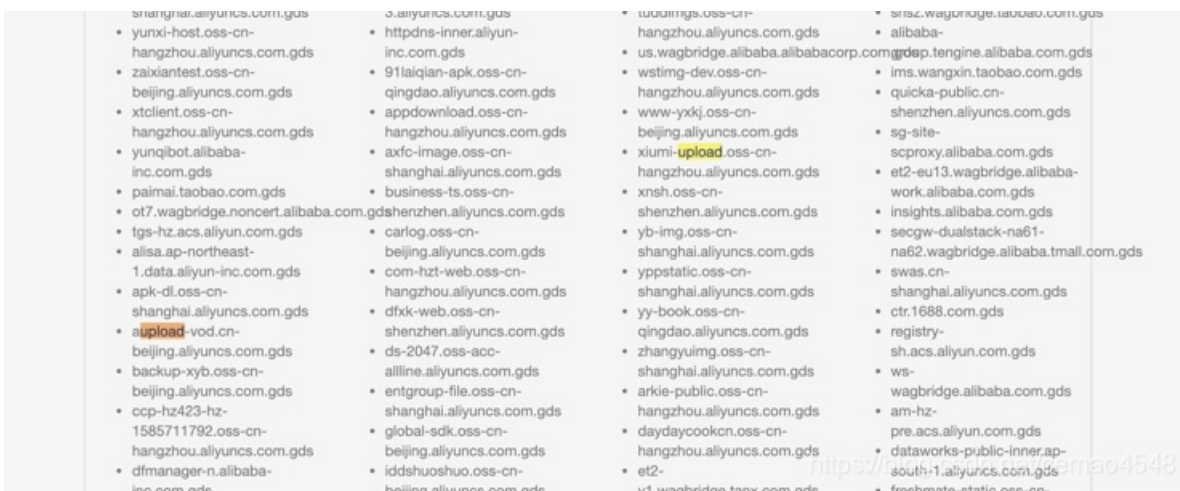 shanghai.aliyuncs.com.gds
yunxi-host.oss-cn-
hangzhou.aliyuncs.com.gds
zaixiantest.oss-cn-
beijing.aliyuncs.com.gds
xtclient.oss-cn-
hangzhou.aliyuncs.com.gds
yunqibot.alibaba-
inc.com.gds
paimai.taobao.com.gds
ot7.wagbridge.noncert.alibaba.com.gds
tgs-hz.acs.aliyun.com.gds
alisa.ap-northeast-
1.data.aliyun-inc.com.gds
apk-dl.oss-cn-
shanghai.aliyuncs.com.gds
aupload-vod.cn-
beijing.aliyuncs.com.gds
backup-xyb.oss-cn-
beijing.aliyuncs.com.gds
ccp-hz423-hz-
1585711792.oss-cn-
hangzhou.aliyuncs.com.gds
dfmanager-n.alibaba-
inc.com.gds
3.aliyuncs.com.gds
httpdns-inner.aliyun-
inc.com.gds
91laiqian-apk.oss-cn-
qingdao.aliyuncs.com.gds
appdownload.oss-cn-
hangzhou.aliyuncs.com.gds
axfc-image.oss-cn-
shanghai.aliyuncs.com.gds
business-ts.oss-cn-
shenzhen.aliyuncs.com.gds
carlog.oss-cn-
beijing.aliyuncs.com.gds
com-hzt-web.oss-cn-
hangzhou.aliyuncs.com.gds
dfxk-web.oss-cn-
shenzhen.aliyuncs.com.gds
ds-2047.oss-acc-
allline.aliyuncs.com.gds
entgroup-file.oss-cn-
shanghai.aliyuncs.com.gds
global-sdk.oss-cn-
beijing.aliyuncs.com.gds
iddshuoshuo.oss-cn-
beijing.aliyuncs.com.gds
tuddimgs.oss-cn-
hangzhou.aliyuncs.com.gds
us.wagbridge.alibaba.alibabacorp.com.gds
wstimg-dev.oss-cn-
hangzhou.aliyuncs.com.gds
www-yxkj.oss-cn-
beijing.aliyuncs.com.gds
xiumi-upload.oss-cn-
hangzhou.aliyuncs.com.gds
xnsh.oss-cn-
shenzhen.aliyuncs.com.gds
yb-img.oss-cn-
shanghai.aliyuncs.com.gds
yppstatic.oss-cn-
shanghai.aliyuncs.com.gds
yy-book.oss-cn-
qingdao.aliyuncs.com.gds
zhangyuimg.oss-cn-
shanghai.aliyuncs.com.gds
arkie-public.oss-cn-
hangzhou.aliyuncs.com.gds
daydaycookcn.oss-cn-
hangzhou.aliyuncs.com.gds
et2-
y1.wagbridge.tanx.com.gds
shsz.wagbridge.taobao.com.gds
alibaba-
tengine.alibaba.com.gds
ims.wangxin.taobao.com.gds
quicka-public.cn-
shenzhen.aliyuncs.com.gds
sg-site-
scproxy.alibaba.com.gds
et2-eu13.wagbridge.alibaba-
work.alibaba.com.gds
insights.alibaba.com.gds
secgw-dualstack-na61-
na62.wagbridge.alibaba.tmall.com.gds
swas.cn-
shanghai.aliyuncs.com.gds
ctr.1688.com.gds
registry-
sh.acs.aliyun.com.gds
ws-
wagbridge.alibaba.com.gds
am-hz-
pre.acs.aliyun.com.gds
dataworks-public-inner.ap-
south-1.aliyuncs.com.gds
freshmate-static.oss-cn-